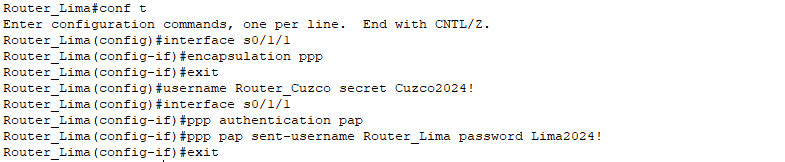 Router_Lima#conf t
Enter configuration commands, one per line.  End with CNTL/Z.
Router_Lima(config)#interface s0/1/1
Router_Lima(config-if)#encapsulation ppp
Router_Lima(config-if)#exit
Router_Lima(config)#username Router_Cuzco secret Cuzco2024!
Router_Lima(config)#interface s0/1/1
Router_Lima(config-if)#ppp authentication pap
Router_Lima(config-if)#ppp pap sent-username Router_Lima password Lima2024!
Router_Lima(config-if)#exit